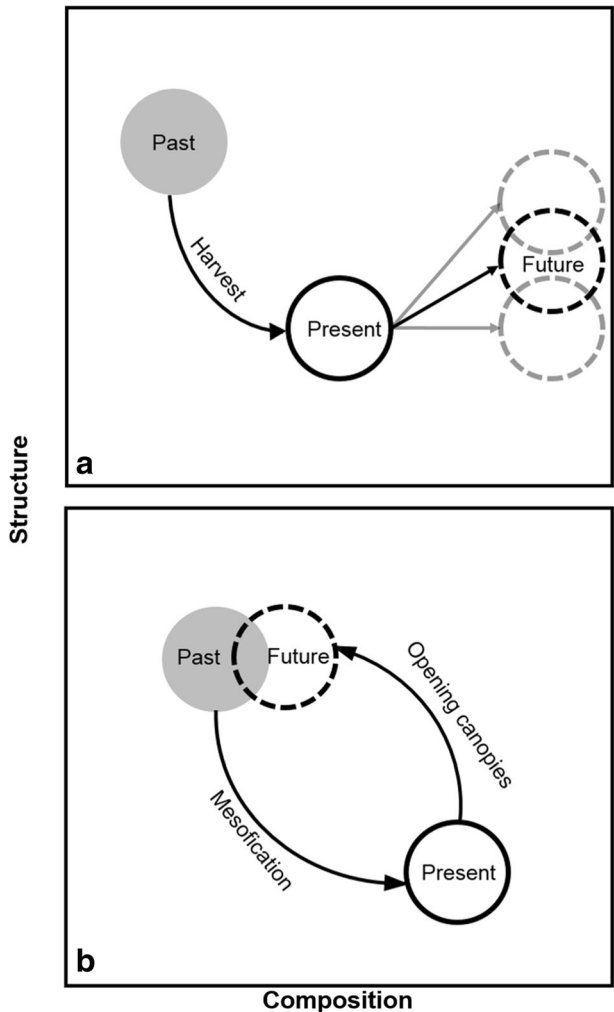 Past
Harvest
Present
Future
a
Structure
Past
Future
Opening canopies
Mesofication
Present
b
Composition